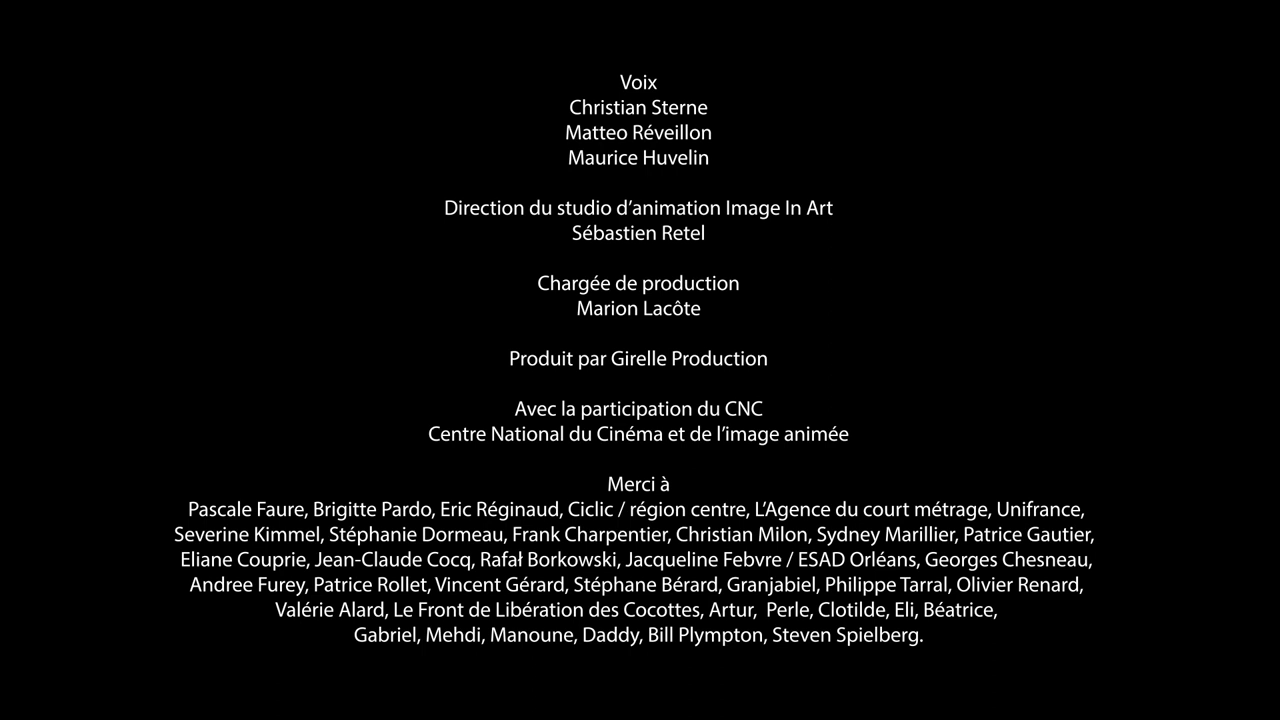 Voix
Christian Sterne
Matteo Réveillon
Maurice Huvelin
Direction du studio d’animation Image In Art
Sébastien Retel
Chargée de production
Marion Lacôte
Produit par Girelle Production
Avec la participation du CNC
Centre National du Cinéma et de l’image animée
Merci à
Pascale Faure, Brigitte Pardo, Eric Réginaud, Ciclic / région centre, L’Agence du court métrage, Unifrance,
Severine Kimmel, Stéphanie Dormeau, Frank Charpentier, Christian Milon, Sydney Marillier, Patrice Gautier,
Eliane Couprie, Jean-Claude Cocq, Rafał Borkowski, Jacqueline Febvre / ESAD Orléans, Georges Chesneau,
Andree Furey, Patrice Rollet, Vincent Gérard, Stéphane Bérard, Granjabiel, Philippe Tarral, Olivier Renard,
Valérie Alard, Le Front de Libération des Cocottes, Artur,  Perle, Clotilde, Eli, Béatrice,
Gabriel, Mehdi, Manoune, Daddy, Bill Plympton, Steven Spielberg.